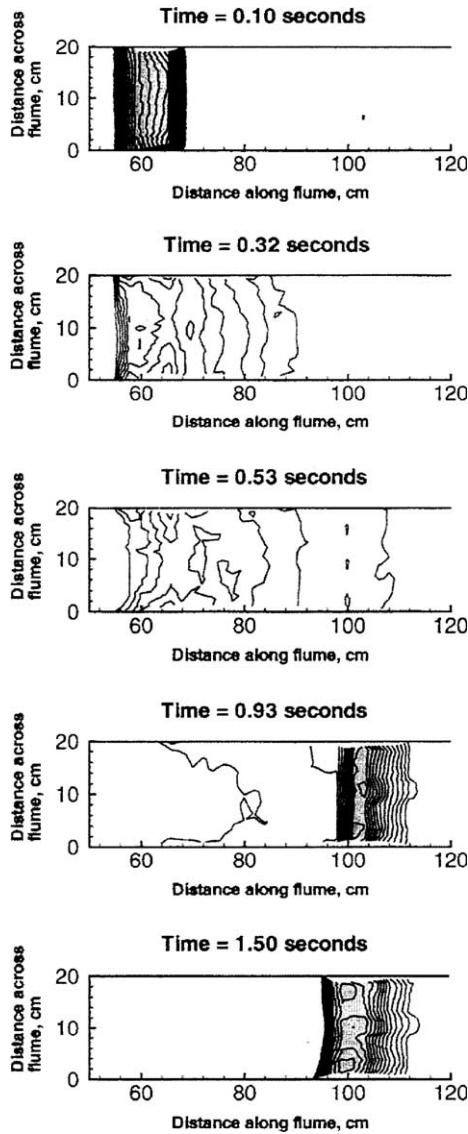 Time = 0.10 seconds
Distance across
flume, cm
20
10
0
60 80 100 120
Distance along flume, cm
Time = 0.32 seconds
Distance across
flume, cm
20
10
0
60 80 100 120
Distance along flume, cm
Time = 0.53 seconds
Distance across
flume, cm
20
10
0
60 80 100 120
Distance along flume, cm
Time = 0.93 seconds
Distance across
flume, cm
20
10
0
60 80 100 120
Distance along flume, cm
Time = 1.50 seconds
Distance across
flume, cm
20
10
0
60 80 100 120
Distance along flume, cm